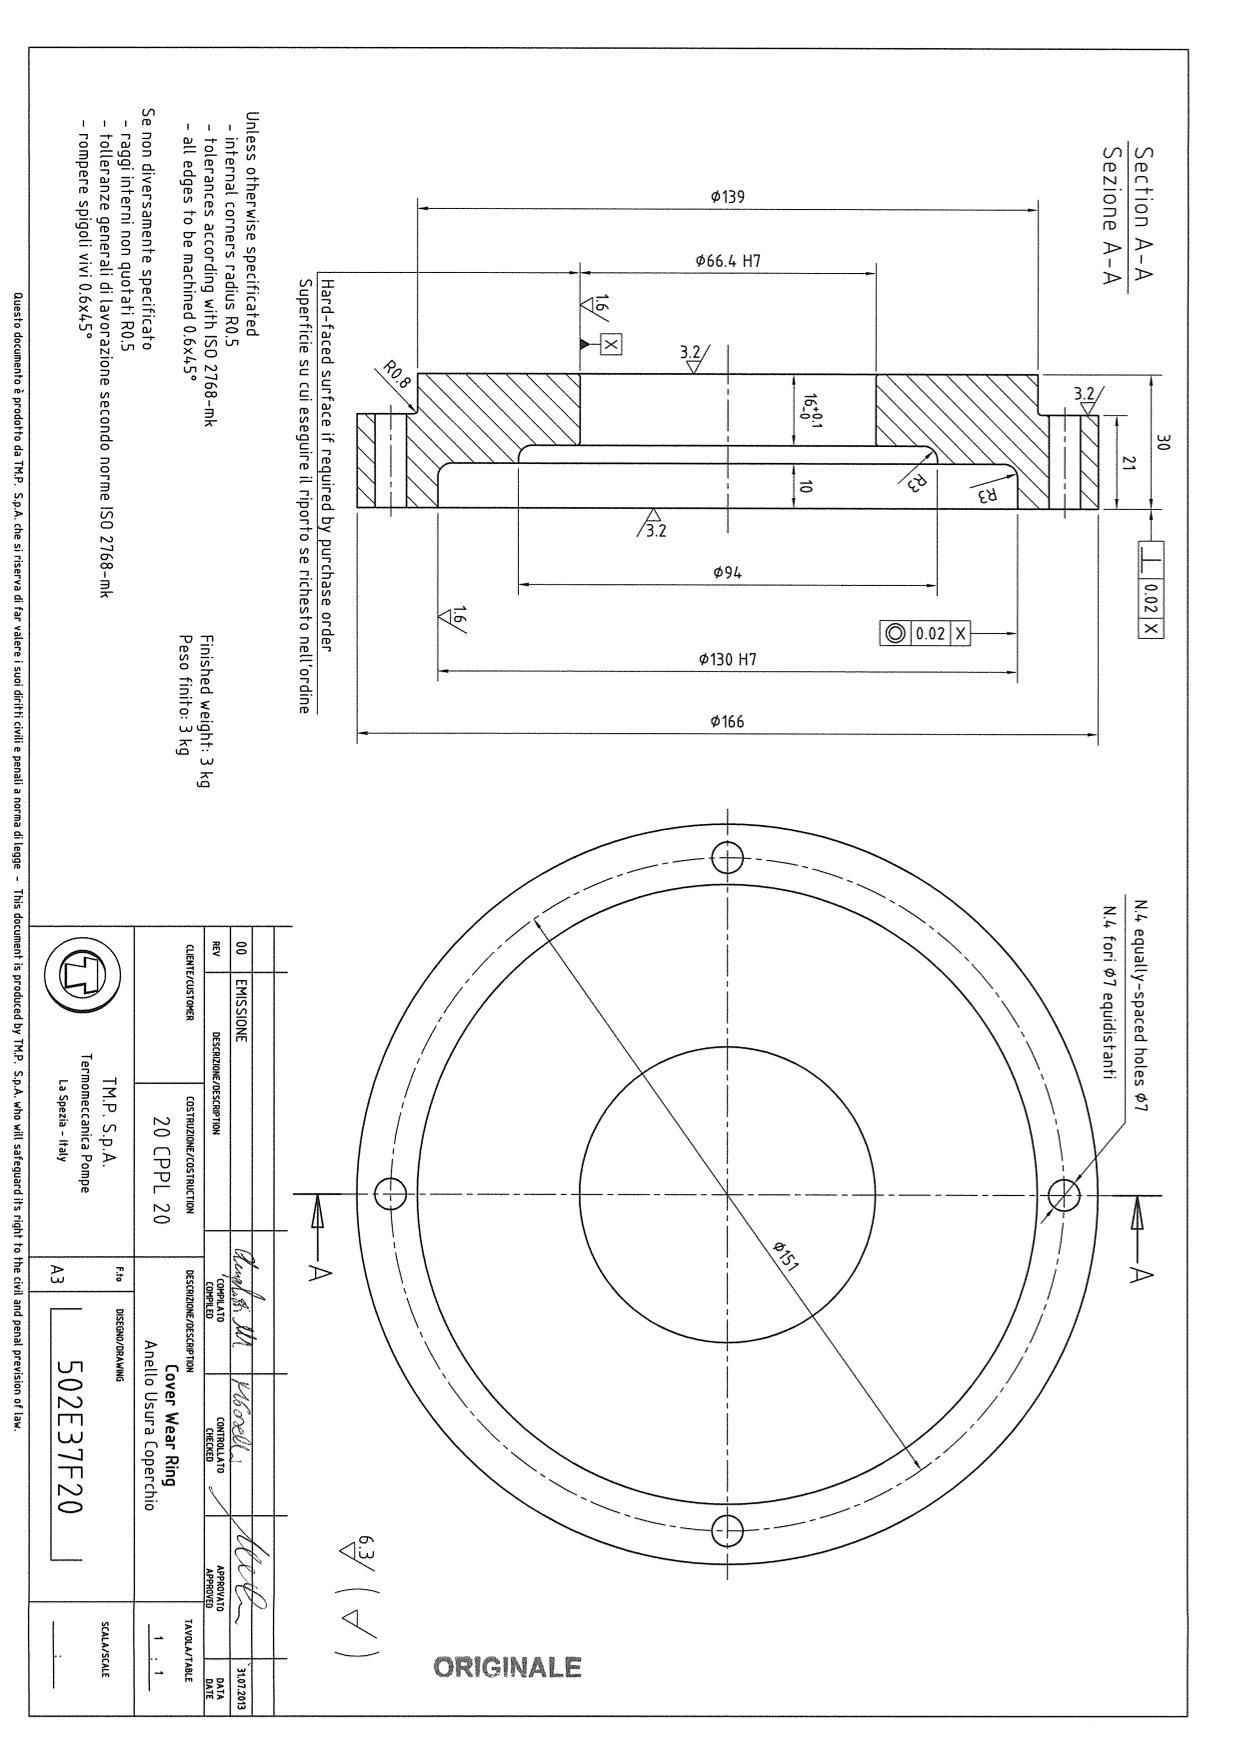 Section A-A
Sezione A-A
Ø139
Ø66.4 H7
1.6
X
3.2
3.2
R0.8
16 +0.1 -0
10
R3
R3
30
21
⟂ 0.02 X
3.2
Ø94
1.6
◎ 0.02 X
Ø130 H7
Ø166
Hard-faced surface if required by purchase order
Superficie su cui eseguire il riporto se richesto nell'ordine
Unless otherwise specificated
- internal corners radius R0.5
- tolerances according with ISO 2768-mk
- all edges to be machined 0.6x45°
Se non diversamente specificato
- raggi interni non quotati R0.5
- tolleranze generali di lavorazione secondo norme ISO 2768-mk
- rompere spigoli vivi 0.6x45°
Finished weight: 3 kg
Peso finito: 3 kg
N.4 equally-spaced holes Ø7
N.4 fori Ø7 equidistanti
Ø151
A
A
6.3 ( )
ORIGINALE
00 EMISSIONE 31.07.2013
REV DESCRIZIONE/DESCRIPTION COMPILATO COMPILED CONTROLLATO CHECKED APPROVATO APPROVED DATA DATE
CLIENTE/CUSTOMER
COSTRUZIONE/COSTRUCTION
20 CPPL 20
DESCRIZIONE/DESCRIPTION
Cover Wear Ring
Anello Usura Coperchio
TAVOLA/TABLE
1 : 1
T.M.P. S.p.A.
Termomeccanica Pompe
La Spezia - Italy
F.to
A3
DISEGNO/DRAWING
502E37F20
SCALA/SCALE
:
Questo documento è prodotto da T.M.P. S.p.A. che si riserva di far valere i suoi diritti civili e penali a norma di legge - This document is produced by T.M.P. S.p.A. who will safeguard its right to the civil and penal prevision of law.